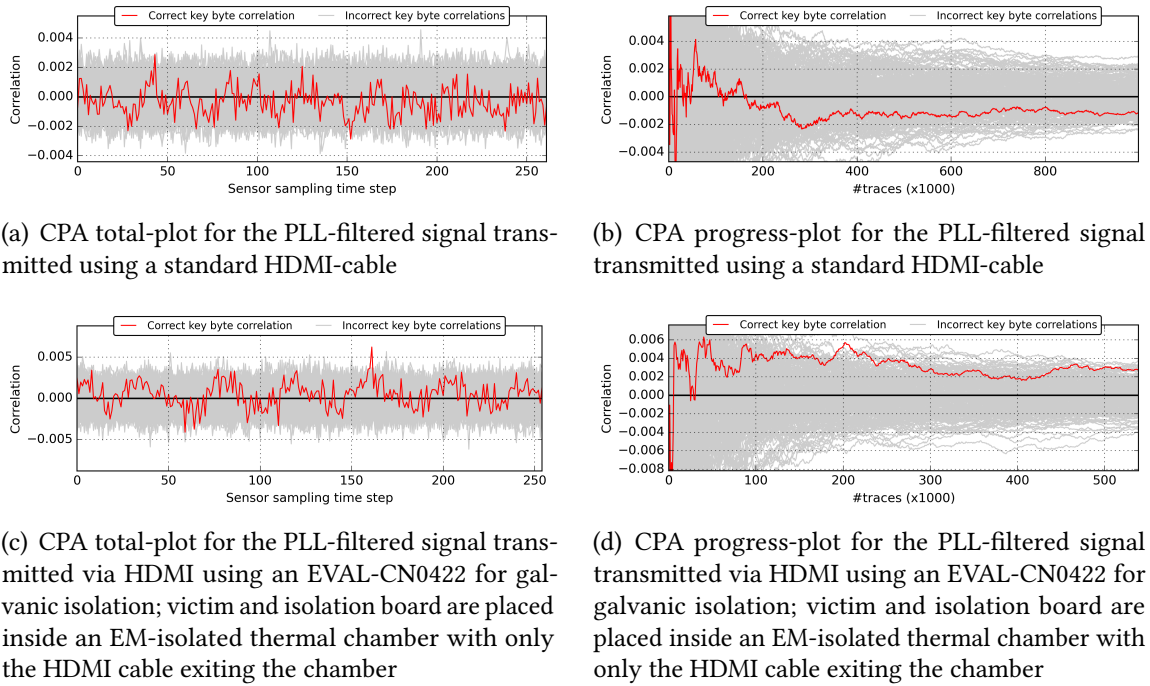 Correct key byte correlation Incorrect key byte correlations
0.004
0.002
0.000
−0.002
−0.004
Correlation
0 50 100 150 200 250
Sensor sampling time step
Correct key byte correlation Incorrect key byte correlations
0.004
0.002
0.000
−0.002
−0.004
Correlation
0 200 400 600 800
#traces (x1000)
(a) CPA total-plot for the PLL-filtered signal trans-
mitted using a standard HDMI-cable
(b) CPA progress-plot for the PLL-filtered signal
transmitted using a standard HDMI-cable
Correct key byte correlation Incorrect key byte correlations
0.005
0.000
−0.005
Correlation
0 50 100 150 200 250
Sensor sampling time step
Correct key byte correlation Incorrect key byte correlations
0.006
0.004
0.002
0.000
−0.002
−0.004
−0.006
−0.008
Correlation
0 100 200 300 400 500
#traces (x1000)
(c) CPA total-plot for the PLL-filtered signal trans-
mitted via HDMI using an EVAL-CN0422 for gal-
vanic isolation; victim and isolation board are placed
inside an EM-isolated thermal chamber with only
the HDMI cable exiting the chamber
(d) CPA progress-plot for the PLL-filtered signal
transmitted via HDMI using an EVAL-CN0422 for
galvanic isolation; victim and isolation board are
placed inside an EM-isolated thermal chamber with
only the HDMI cable exiting the chamber